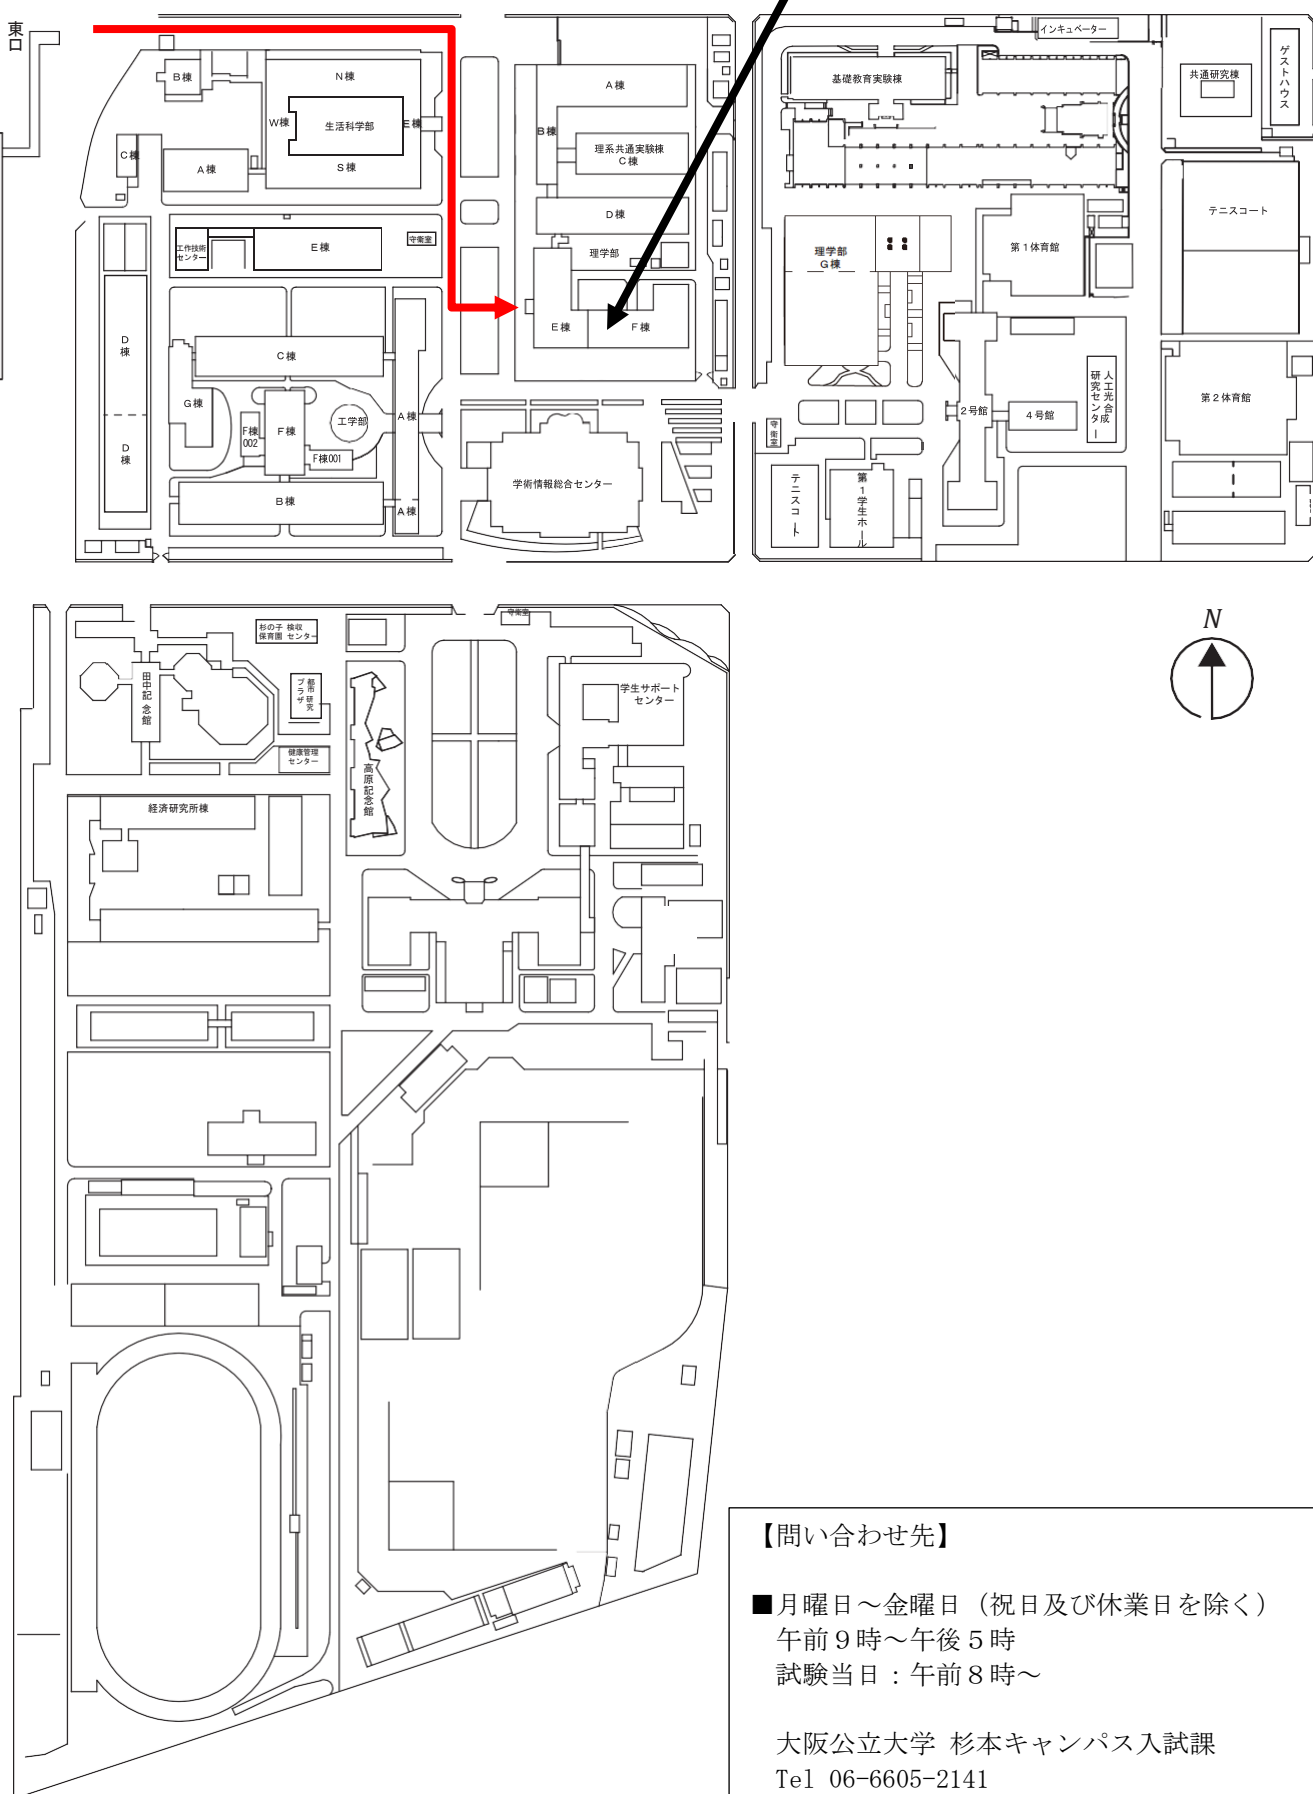 東口
B棟
N棟
W棟
生活科学部
E棟
S棟
C棟
A棟
A棟
B棟
理系共通実験棟
C棟
D棟
理学部
E棟
F棟
工作技術
センター
E棟
守衛室
D棟
D棟
C棟
G棟
F棟
002
F棟
F棟001
工学部
A棟
B棟
A棟
学術情報総合センター
インキュベーター
基礎教育実験棟
共通研究棟
ゲストハウス
理学部
G棟
第1体育館
テニスコート
2号館
4号館
人工光合成
研究センター
第2体育館
守衛室
テニスコート
第1学生ホール
杉の子 検収
保育園 センター
守衛室
田中記念館
都市研究
プラザ
健康管理
センター
高原記念館
学生サポート
センター
経済研究所棟
N
【問い合わせ先】
■月曜日～金曜日（祝日及び休業日を除く）
午前９時～午後５時
試験当日：午前８時～
大阪公立大学 杉本キャンパス入試課
Tel 06-6605-2141